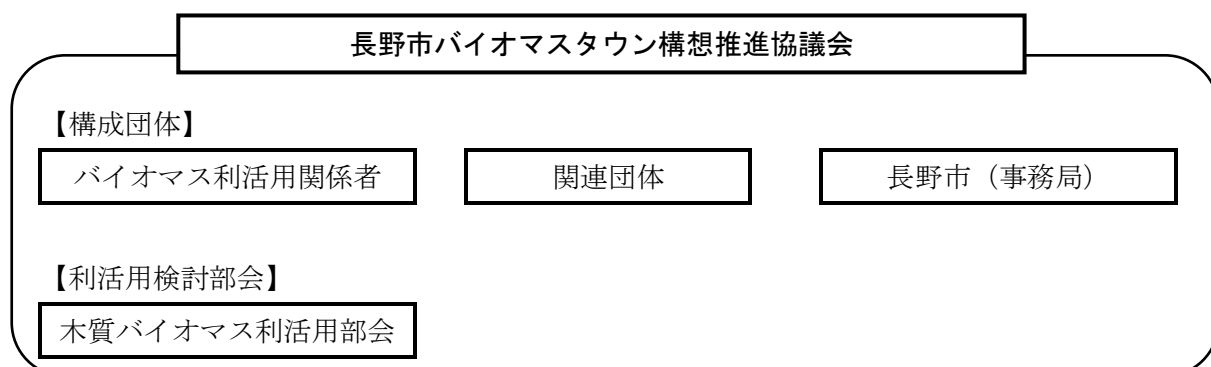 長野市バイオマスタウン構想推進協議会
【構成団体】
バイオマス利活用関係者
関連団体
長野市（事務局）
【利活用検討部会】
木質バイオマス利活用部会